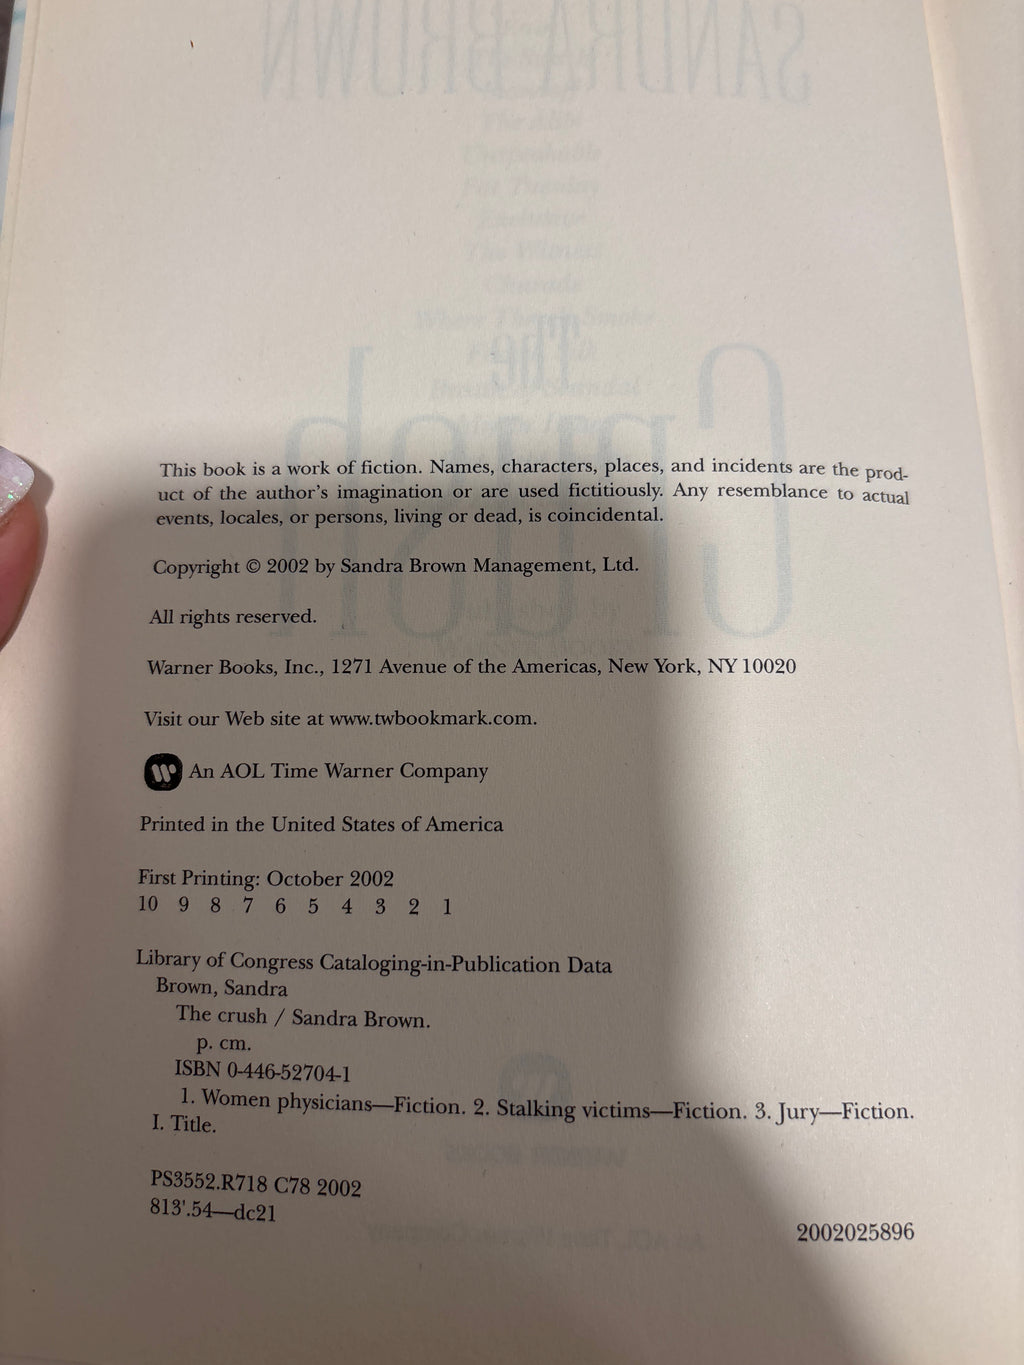 SANDRA BROWN
The
Crush
This book is a work of fiction. Names, characters, places, and incidents are the prod-
uct of the author's imagination or are used fictitiously. Any resemblance to actual
events, locales, or persons, living or dead, is coincidental.
Copyright © 2002 by Sandra Brown Management, Ltd.
All rights reserved.
Warner Books, Inc., 1271 Avenue of the Americas, New York, NY 10020
Visit our Web site at www.twbookmark.com.
An AOL Time Warner Company
Printed in the United States of America
First Printing: October 2002
10 9 8 7 6 5 4 3 2 1
Library of Congress Cataloging-in-Publication Data
Brown, Sandra
The crush / Sandra Brown.
p. cm.
ISBN 0-446-52704-1
1. Women physicians—Fiction. 2. Stalking victims—Fiction. 3. Jury—Fiction.
I. Title.
PS3552.R718 C78 2002
813'.54—dc21
2002025896